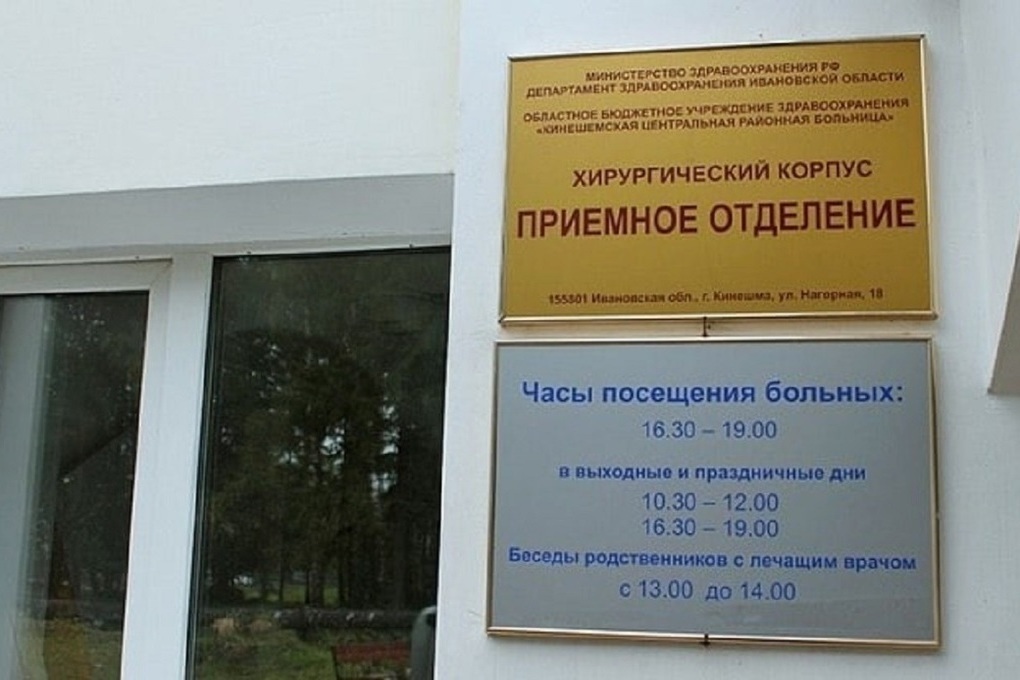 МИНИСТЕРСТВО ЗДРАВООХРАНЕНИЯ РФ
ДЕПАРТАМЕНТ ЗДРАВООХРАНЕНИЯ ИВАНОВСКОЙ ОБЛАСТИ
ОБЛАСТНОЕ БЮДЖЕТНОЕ УЧРЕЖДЕНИЕ ЗДРАВООХРАНЕНИЯ
«КИНЕШЕМСКАЯ ЦЕНТРАЛЬНАЯ РАЙОННАЯ БОЛЬНИЦА»
ХИРУРГИЧЕСКИЙ КОРПУС
ПРИЕМНОЕ ОТДЕЛЕНИЕ
155801 Ивановская обл., г. Кинешма, ул. Нагорная, 18
Часы посещения больных:
16.30 – 19.00
в выходные и праздничные дни
10.30 – 12.00
16.30 – 19.00
Беседы родственников с лечащим врачом
с 13.00 до 14.00